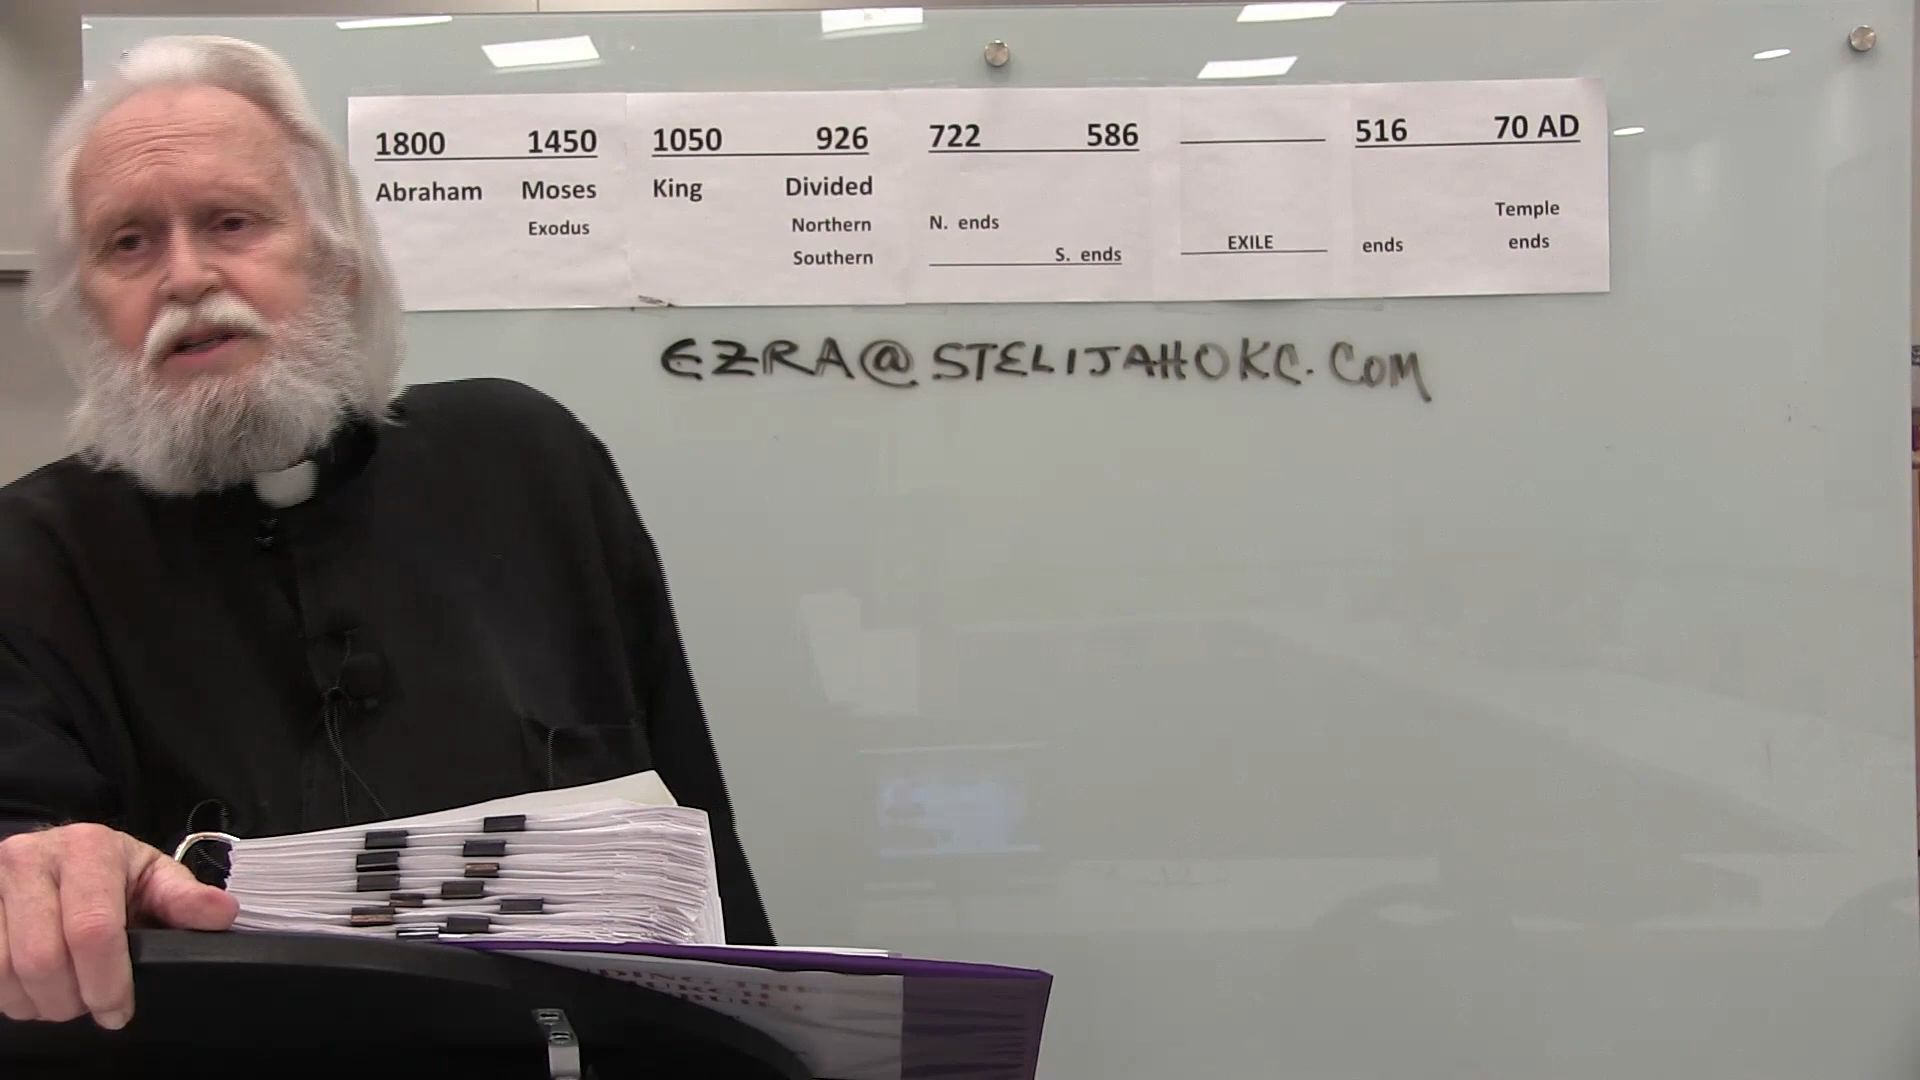 1800 1450 1050 926 722 586 516 70 AD
Abraham Moses King Divided
Exodus Northern N. ends Temple
Southern S. ends EXILE ends ends
EZRA@STELIJAHOKC.COM